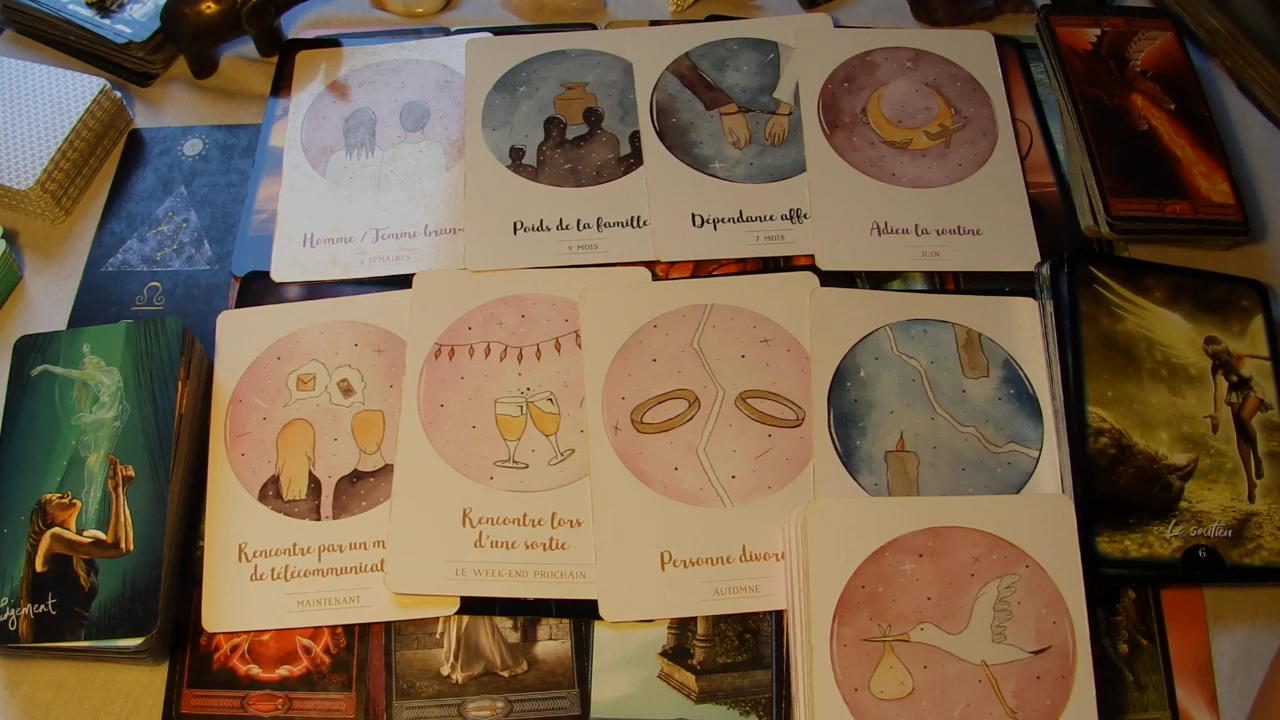 Homme / Femme brun
3 SEMAINES
Poids de la famille
9 MOIS
Dépendance affe
7 MOIS
Adieu la routine
JUIN
Rencontre par un m
de télécommunicat
MAINTENANT
Rencontre lors
d'une sortie
LE WEEK-END PROCHAIN
Personne divor
AUTOMNE
Le soutien
6
udgement